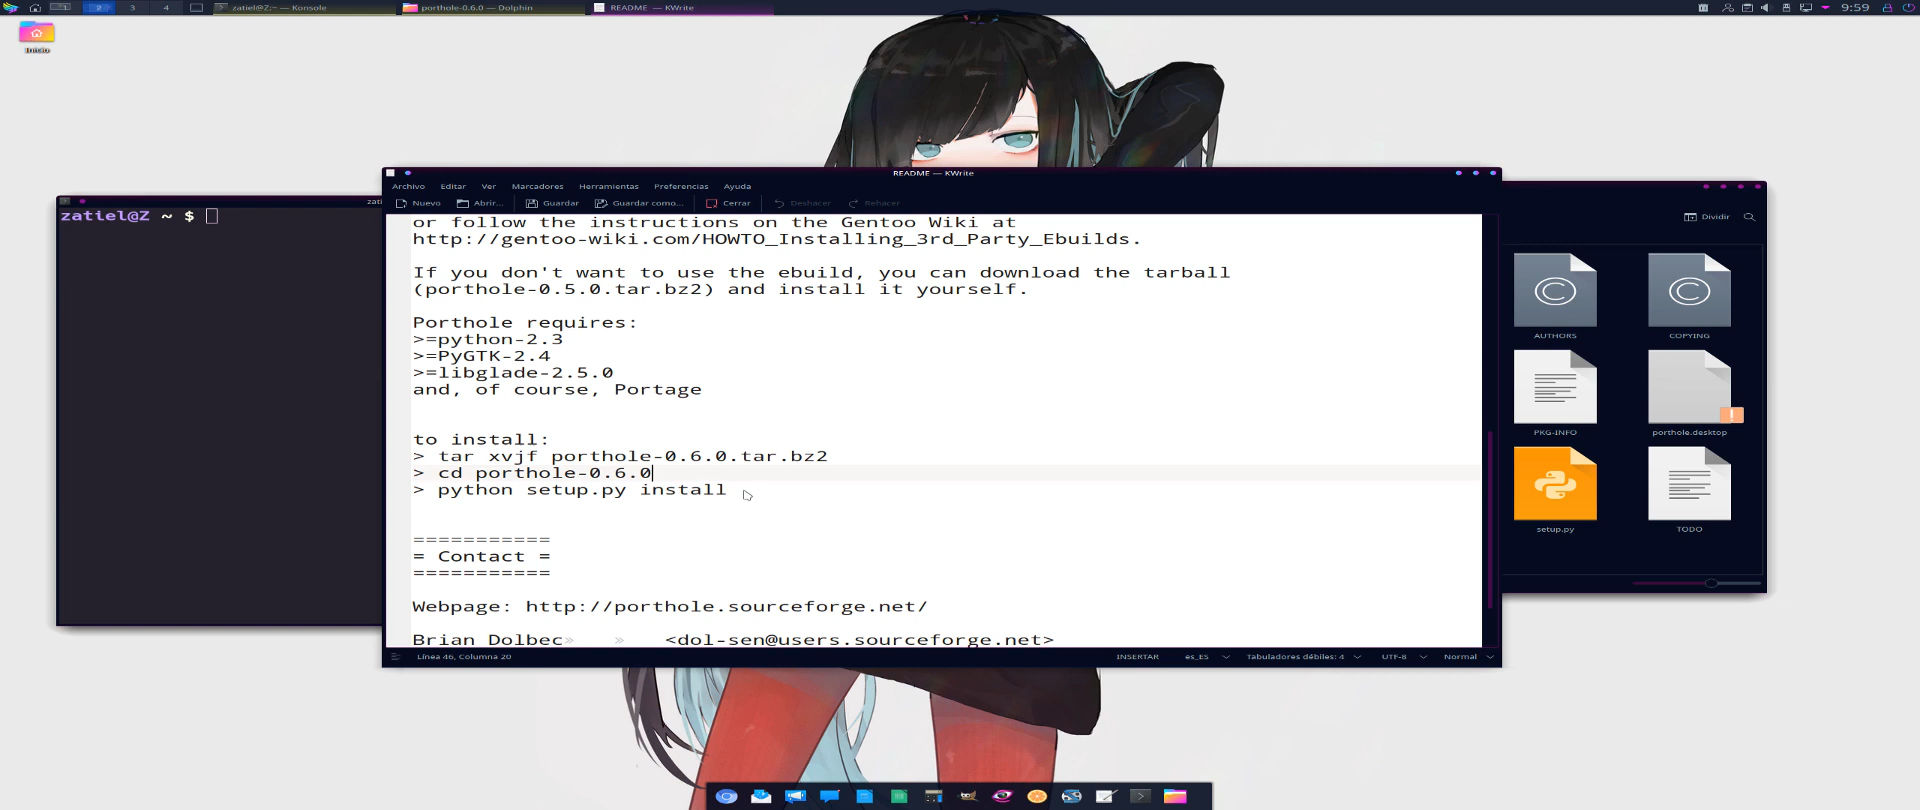 zatiel@Z:~ — Konsole
porthole-0.6.0 — Dolphin
README — KWrite
1
2
3
4
9:59
Inicio
zatiel@Z ~ $
zati
README — KWrite
Archivo Editar Ver Marcadores Herramientas Preferencias Ayuda
Nuevo Abrir... Guardar Guardar como... Cerrar Deshacer Rehacer
or follow the instructions on the Gentoo Wiki at
http://gentoo-wiki.com/HOWTO_Installing_3rd_Party_Ebuilds.
If you don't want to use the ebuild, you can download the tarball
(porthole-0.5.0.tar.bz2) and install it yourself.
Porthole requires:
>=python-2.3
>=PyGTK-2.4
>=libglade-2.5.0
and, of course, Portage
to install:
> tar xvjf porthole-0.6.0.tar.bz2
> cd porthole-0.6.0
> python setup.py install
===========
= Contact =
===========
Webpage: http://porthole.sourceforge.net/
Brian Dolbec» » <dol-sen@users.sourceforge.net>
Línea 46, Columna 20
INSERTAR es_ES Tabuladores débiles: 4 UTF-8 Normal
Dividir
AUTHORS
COPYING
PKG-INFO
porthole.desktop
setup.py
TODO